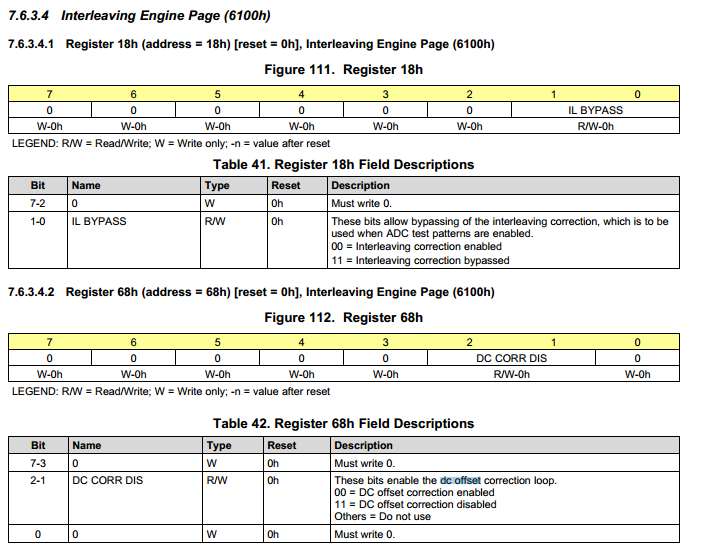 7.6.3.4 Interleaving Engine Page (6100h)
7.6.3.4.1 Register 18h (address = 18h) [reset = 0h], Interleaving Engine Page (6100h)
Figure 111. Register 18h
7 6 5 4 3 2 1 0
0 0 0 0 0 0 IL BYPASS
W-0h W-0h W-0h W-0h W-0h W-0h R/W-0h
LEGEND: R/W = Read/Write; W = Write only; -n = value after reset
Table 41. Register 18h Field Descriptions
Bit Name Type Reset Description
7-2 0 W 0h Must write 0.
1-0 IL BYPASS R/W 0h These bits allow bypassing of the interleaving correction, which is to be
used when ADC test patterns are enabled.
00 = Interleaving correction enabled
11 = Interleaving correction bypassed
7.6.3.4.2 Register 68h (address = 68h) [reset = 0h], Interleaving Engine Page (6100h)
Figure 112. Register 68h
7 6 5 4 3 2 1 0
0 0 0 0 0 DC CORR DIS 0
W-0h W-0h W-0h W-0h W-0h R/W-0h W-0h
LEGEND: R/W = Read/Write; W = Write only; -n = value after reset
Table 42. Register 68h Field Descriptions
Bit Name Type Reset Description
7-3 0 W 0h Must write 0.
2-1 DC CORR DIS R/W 0h These bits enable the dc offset correction loop.
00 = DC offset correction enabled
11 = DC offset correction disabled
Others = Do not use
0 0 W 0h Must write 0.